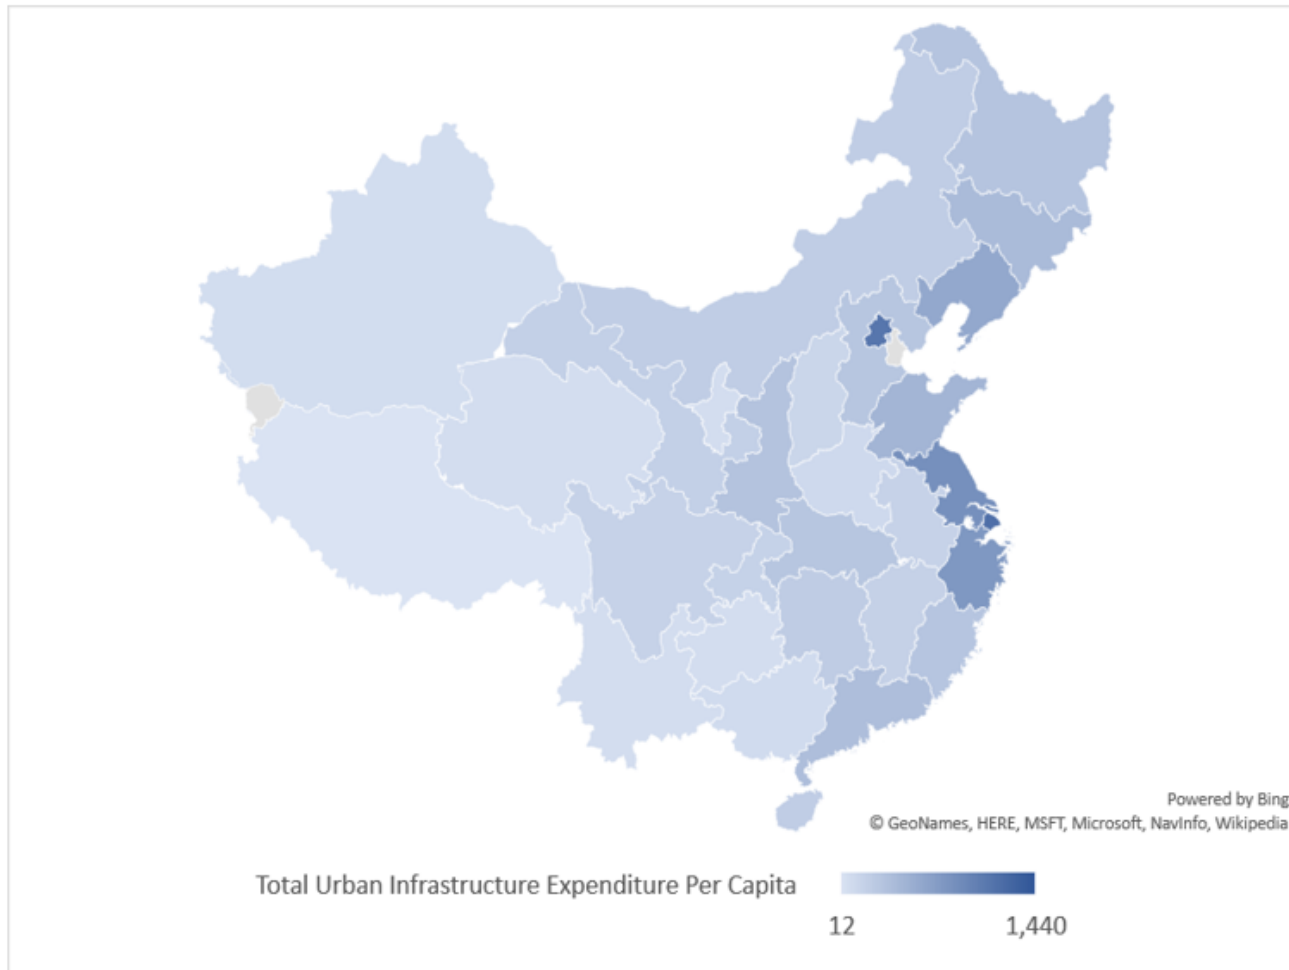 Powered by Bing
© GeoNames, HERE, MSFT, Microsoft, NavInfo, Wikipedia
Total Urban Infrastructure Expenditure Per Capita
12 1,440